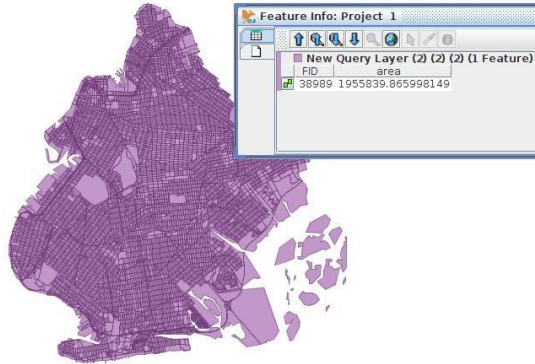 Feature Info: Project 1
New Query Layer (2) (2) (2) (1 Feature)
FID area
38989 1955839.865998149